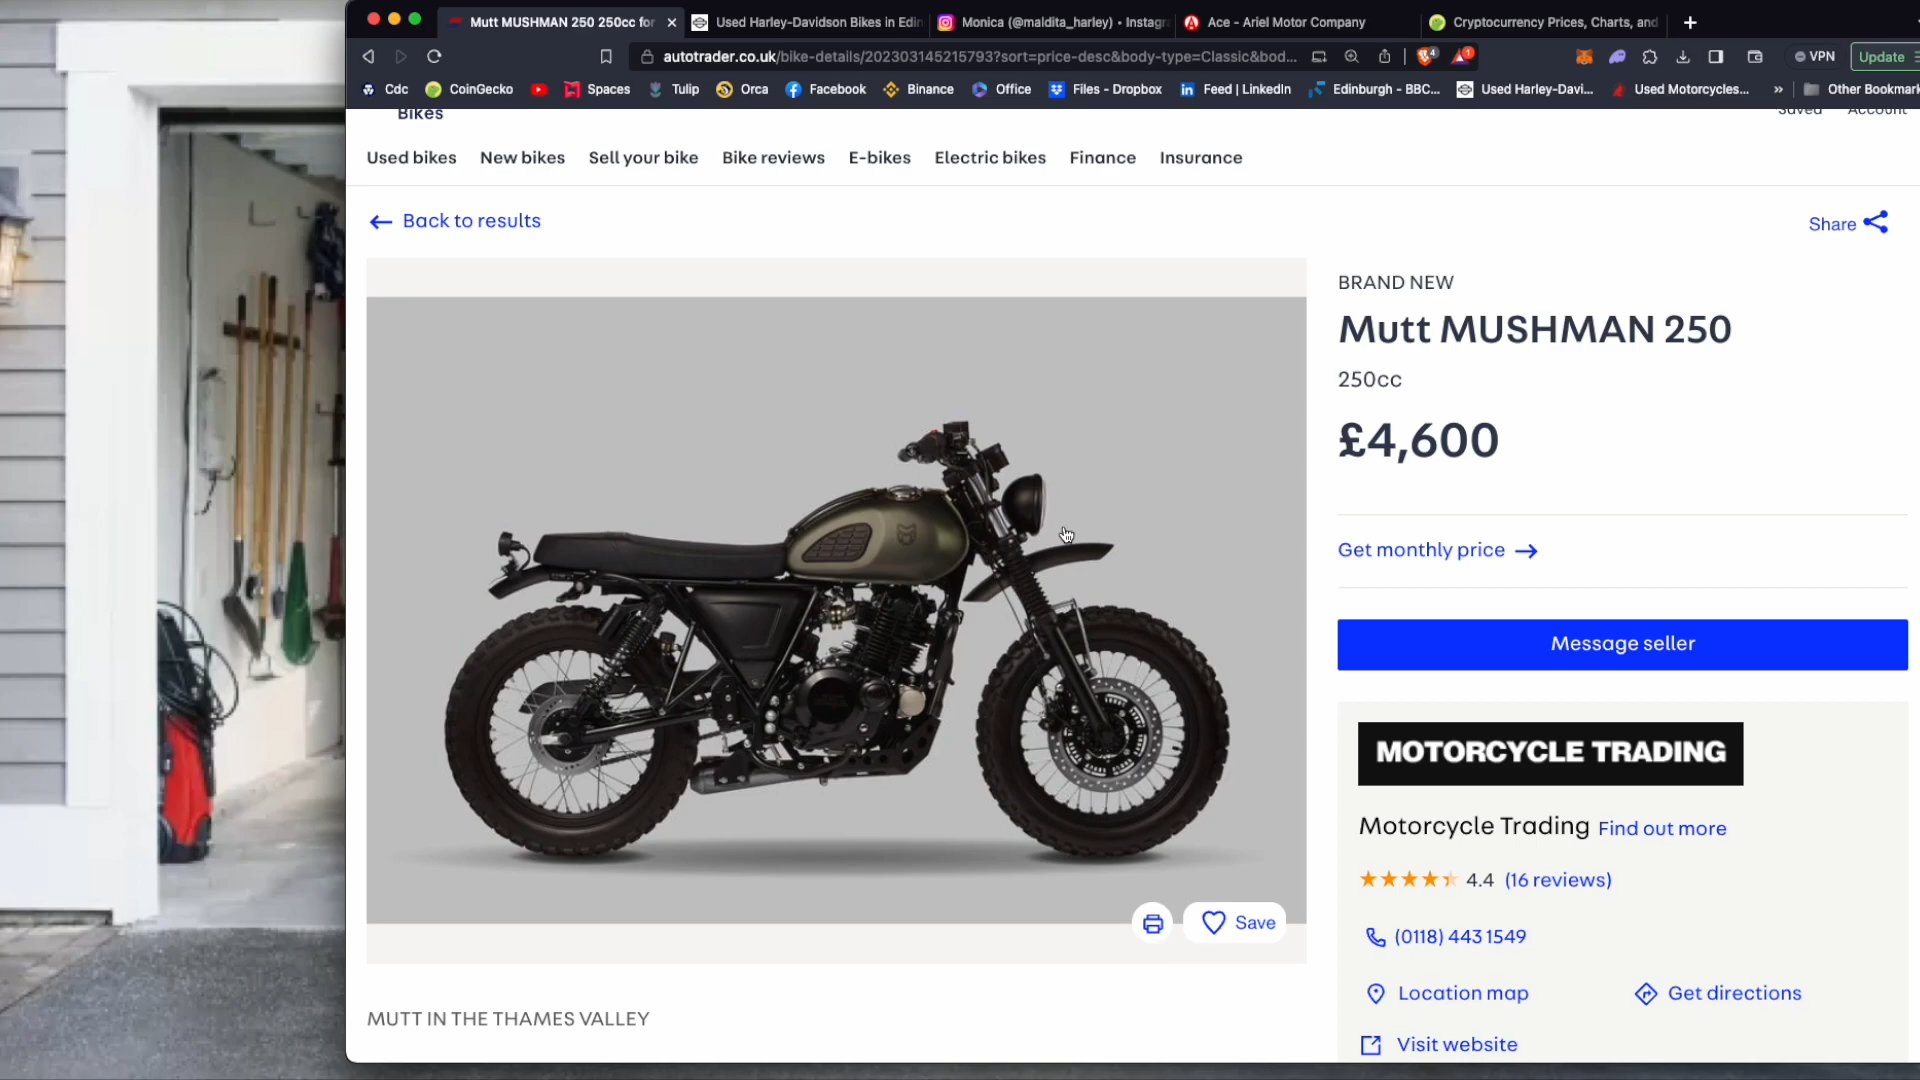 Mutt MUSHMAN 250 250cc for
Used Harley-Davidson Bikes in Edin
Monica (@maldita_harley) • Instagra
Ace - Ariel Motor Company
Cryptocurrency Prices, Charts, and
autotrader.co.uk/bike-details/202303145215793?sort=price-desc&body-type=Classic&bod...
4
1
VPN
Update
Cdc
CoinGecko
Spaces
Tulip
Orca
Facebook
Binance
Office
Files - Dropbox
Feed | LinkedIn
Edinburgh - BBC...
Used Harley-Davi...
Used Motorcycles...
»
Other Bookmark
Bikes
Saved
Account
Used bikes
New bikes
Sell your bike
Bike reviews
E-bikes
Electric bikes
Finance
Insurance
Back to results
Share
BRAND NEW
Mutt MUSHMAN 250
250cc
£4,600
Get monthly price
Message seller
MOTORCYCLE TRADING
Motorcycle Trading Find out more
4.4 (16 reviews)
(0118) 443 1549
Location map
Get directions
Visit website
Save
MUTT IN THE THAMES VALLEY